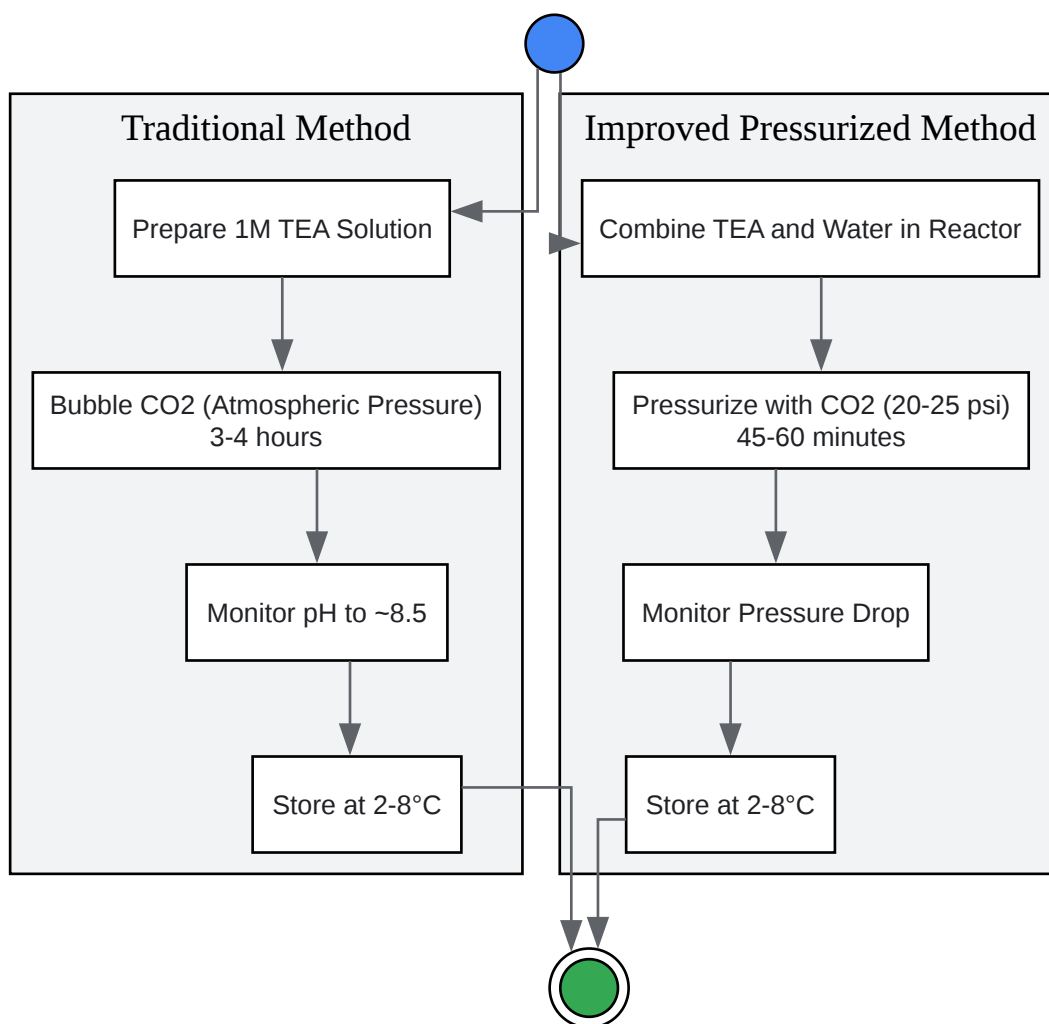 Traditional Method
Prepare 1M TEA Solution
Bubble CO2 (Atmospheric Pressure)
3-4 hours
Monitor pH to ~8.5
Store at 2-8°C
Improved Pressurized Method
Combine TEA and Water in Reactor
Pressurize with CO2 (20-25 psi)
45-60 minutes
Monitor Pressure Drop
Store at 2-8°C